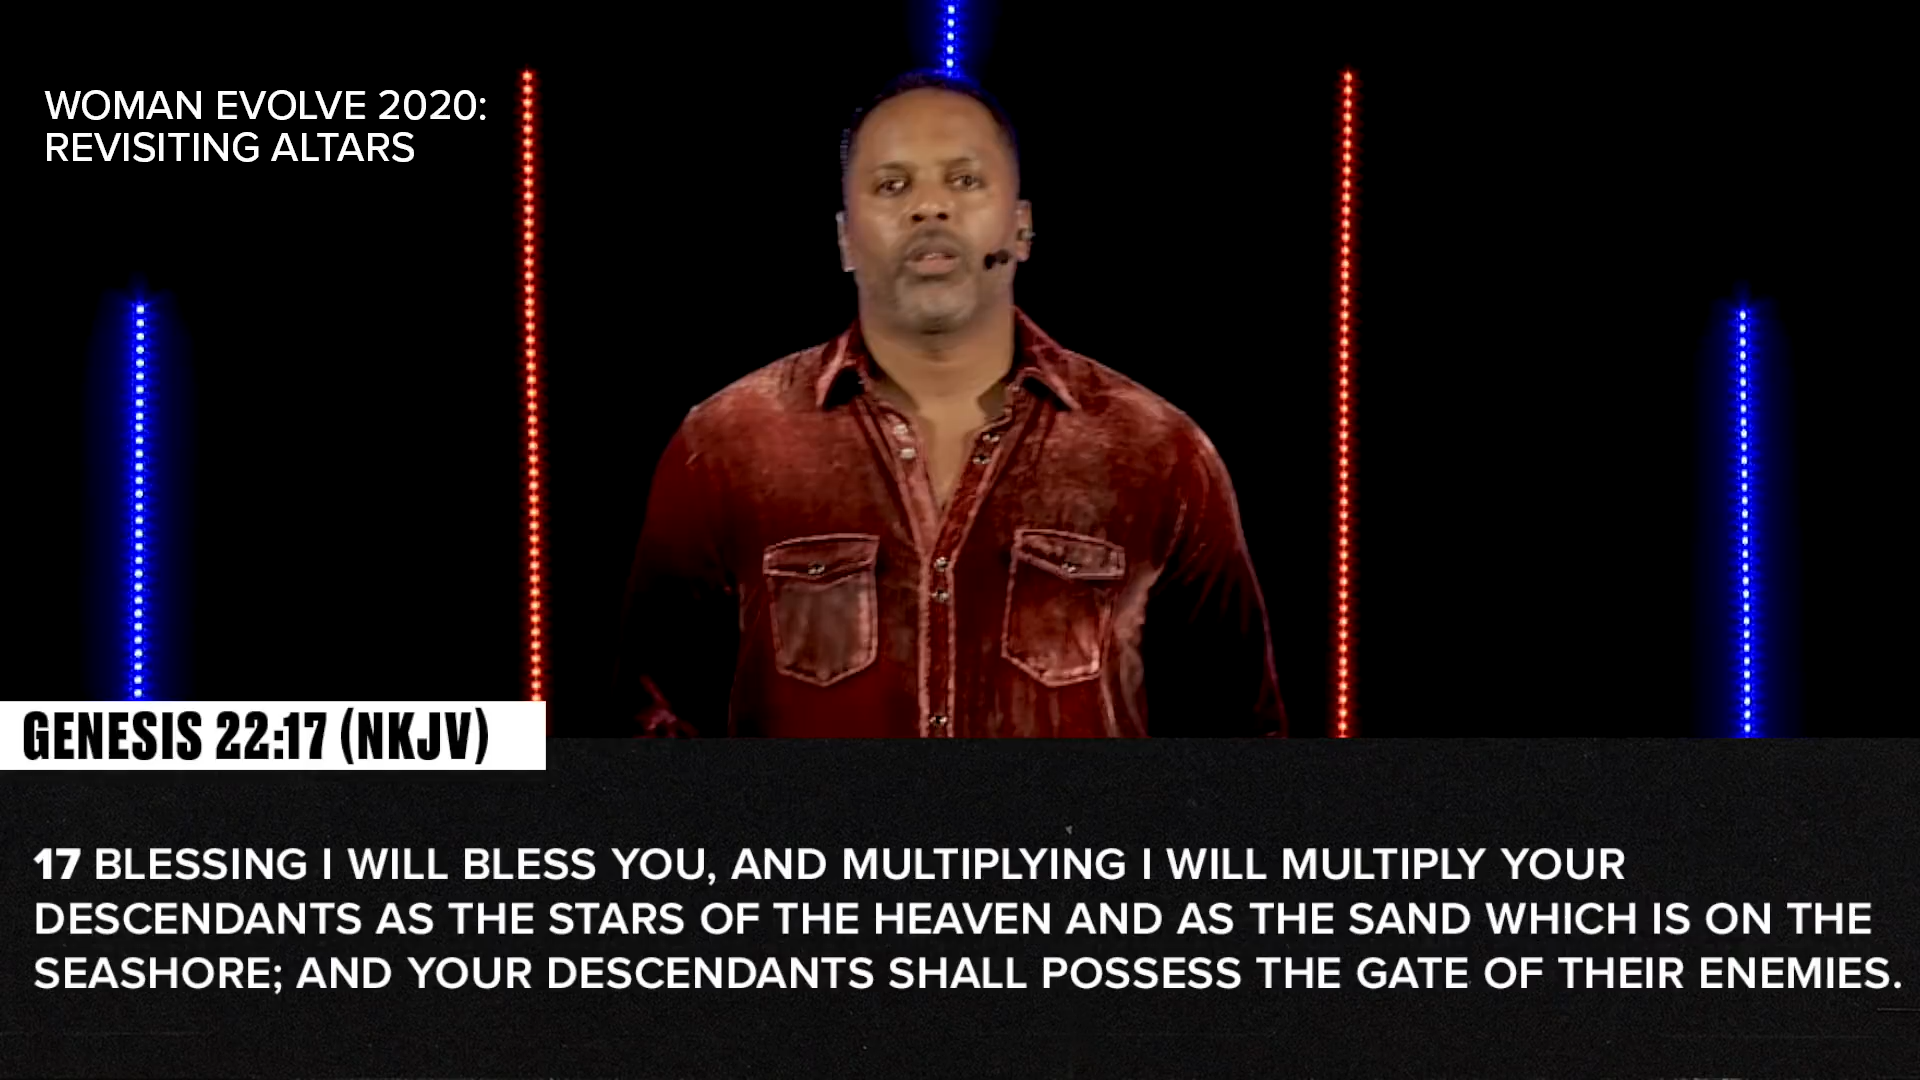 WOMAN EVOLVE 2020:
REVISITING ALTARS
GENESIS 22:17 (NKJV)
17 BLESSING I WILL BLESS YOU, AND MULTIPLYING I WILL MULTIPLY YOUR
DESCENDANTS AS THE STARS OF THE HEAVEN AND AS THE SAND WHICH IS ON THE
SEASHORE; AND YOUR DESCENDANTS SHALL POSSESS THE GATE OF THEIR ENEMIES.